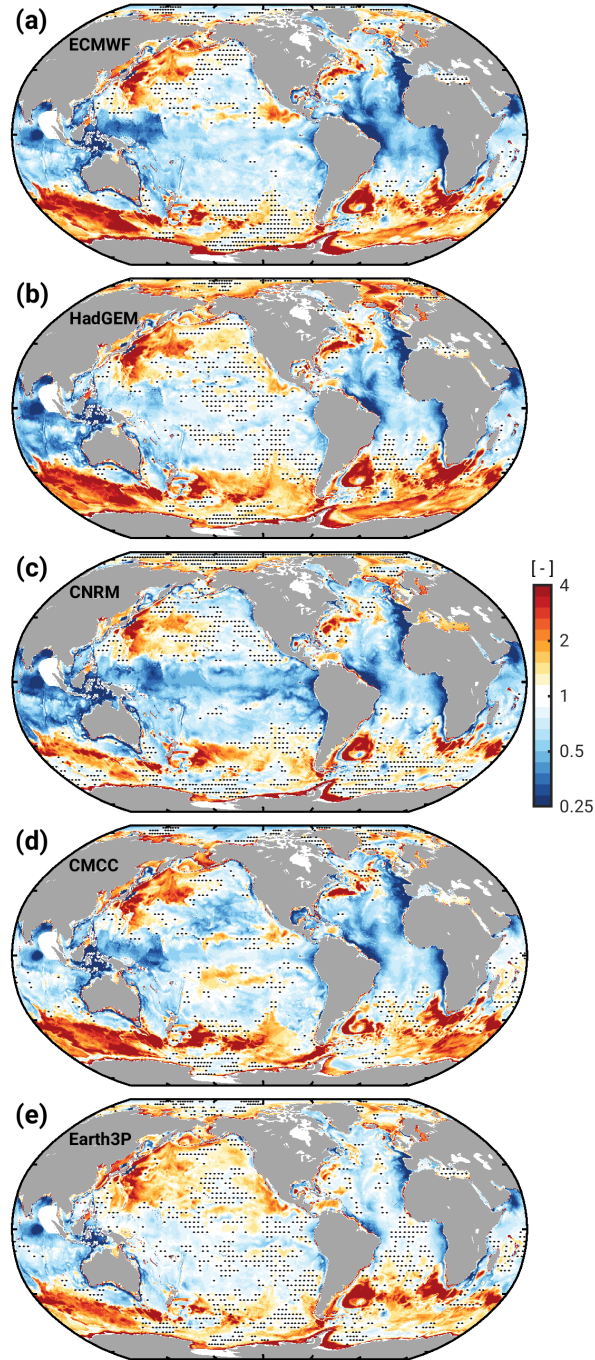 (a)
ECMWF
(b)
HadGEM
(c)
CNRM
[-]
4
2
1
0.5
0.25
(d)
CMCC
(e)
Earth3P